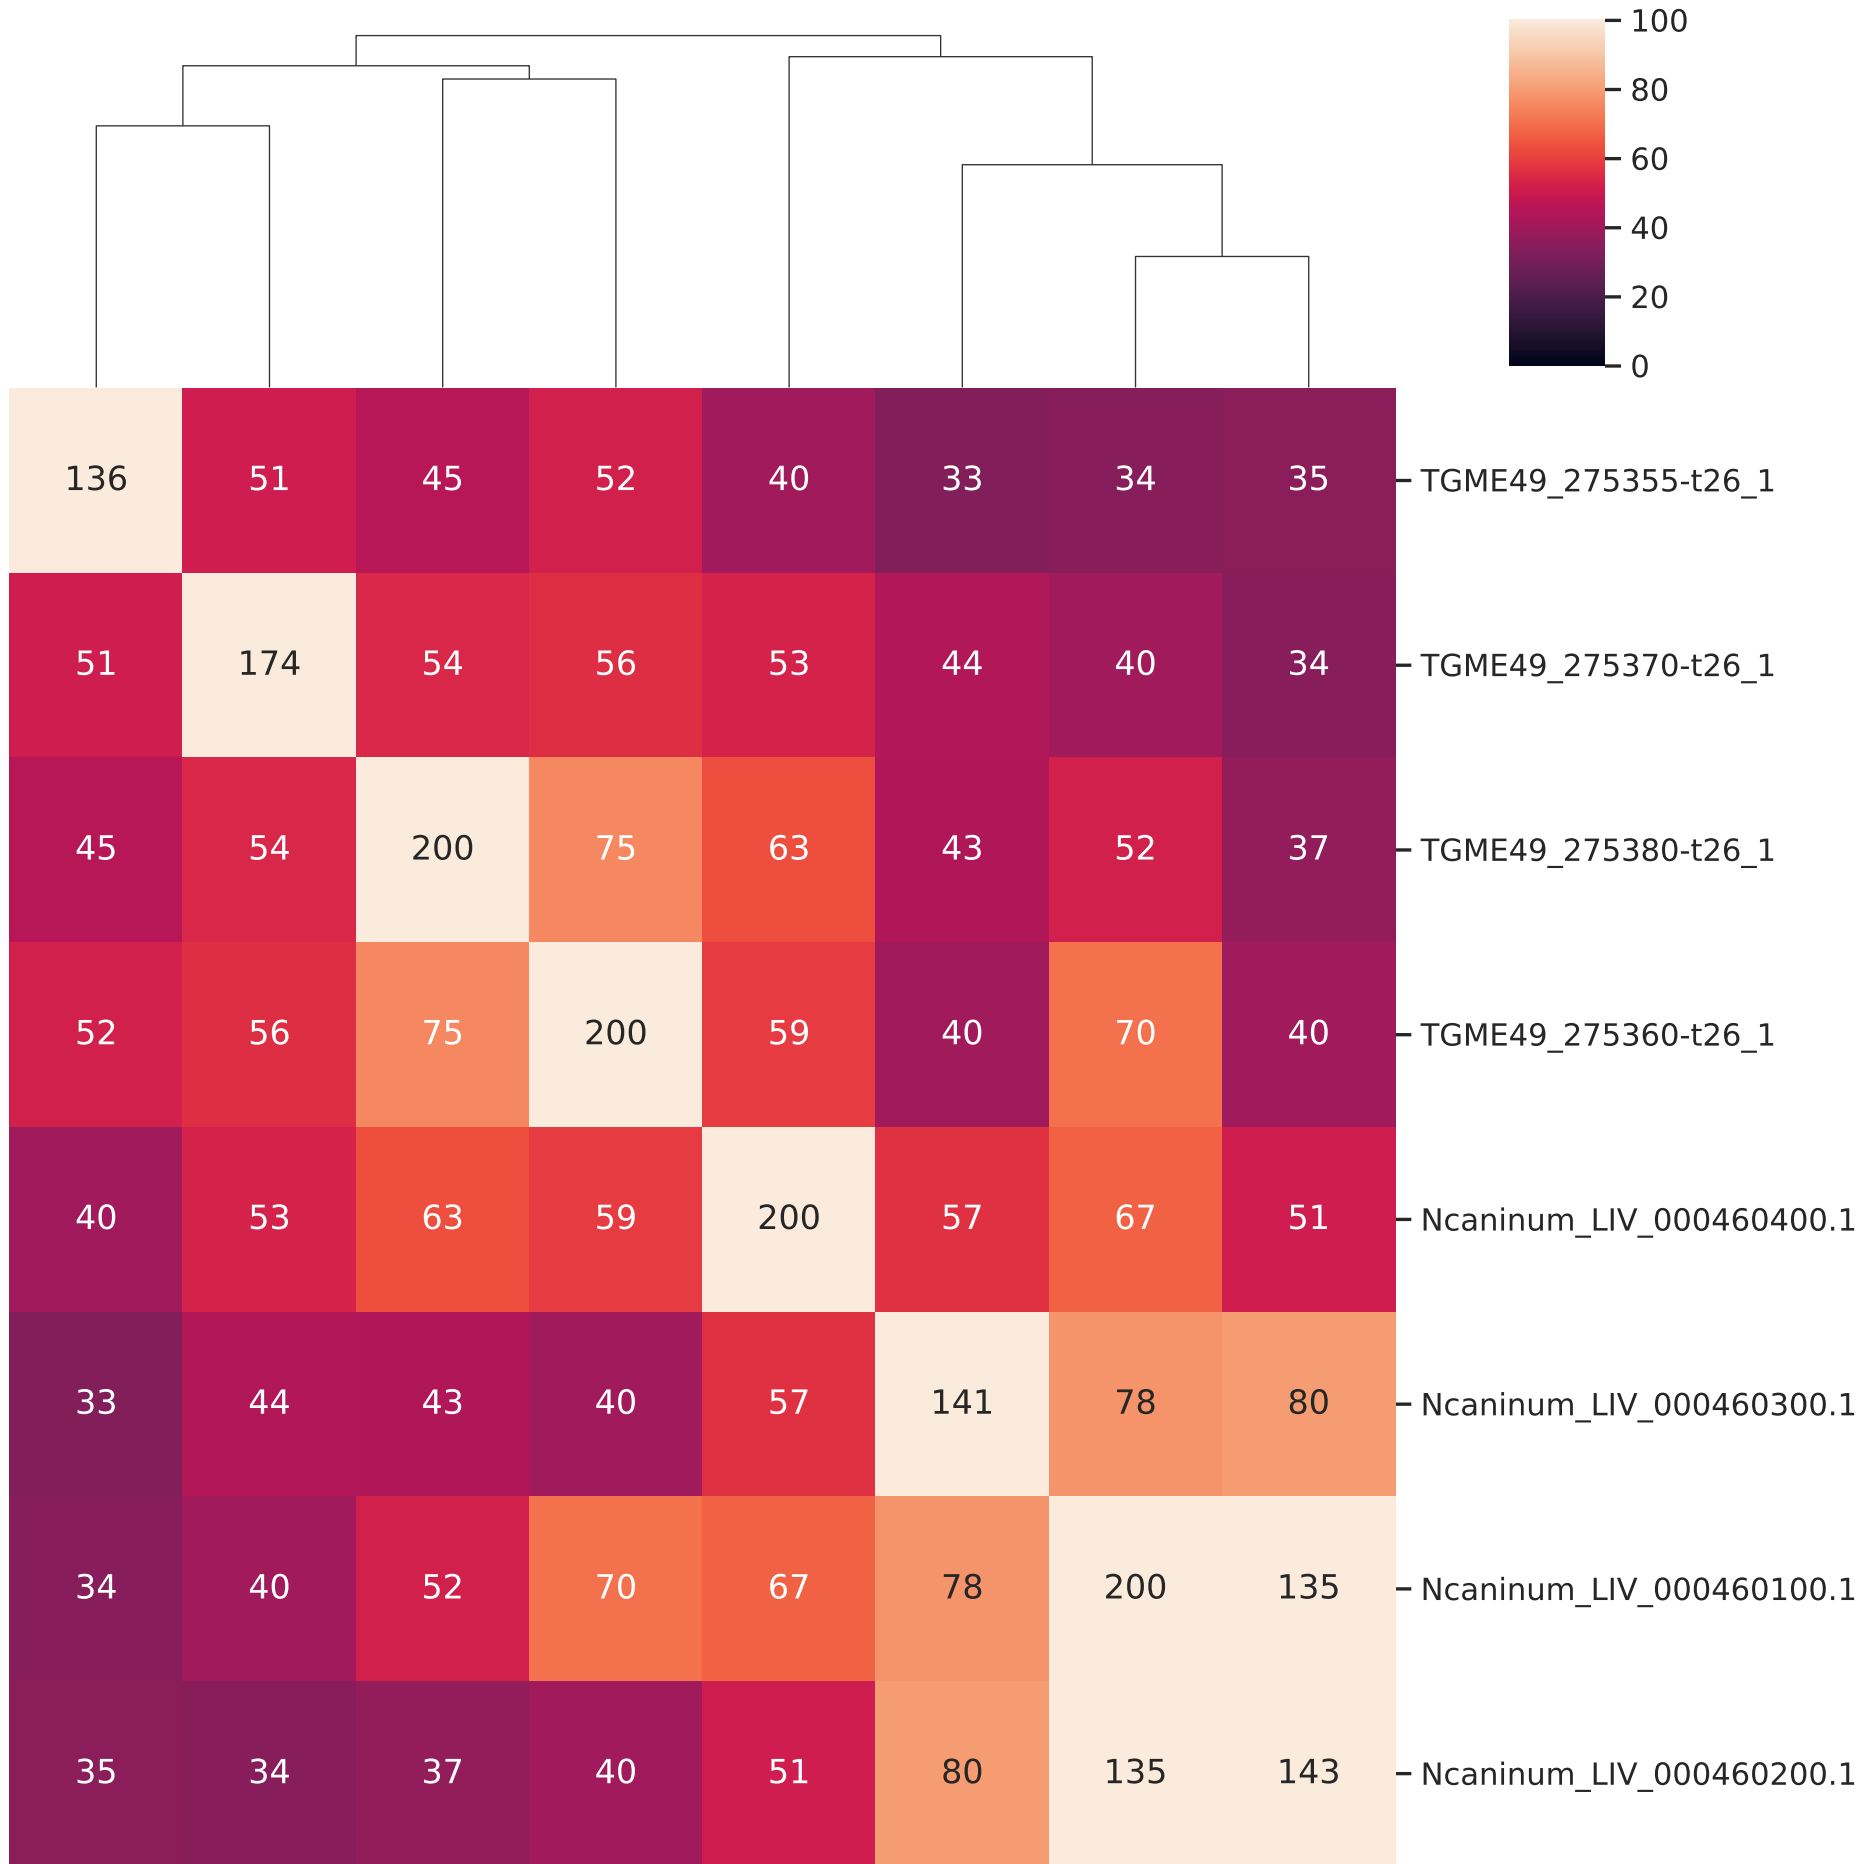 100
80
60
40
20
0
136 51 45 52 40 33 34 35 TGME49_275355-t26_1
51 174 54 56 53 44 40 34 TGME49_275370-t26_1
45 54 200 75 63 43 52 37 TGME49_275380-t26_1
52 56 75 200 59 40 70 40 TGME49_275360-t26_1
40 53 63 59 200 57 67 51 Ncaninum_LIV_000460400.1
33 44 43 40 57 141 78 80 Ncaninum_LIV_000460300.1
34 40 52 70 67 78 200 135 Ncaninum_LIV_000460100.1
35 34 37 40 51 80 135 143 Ncaninum_LIV_000460200.1